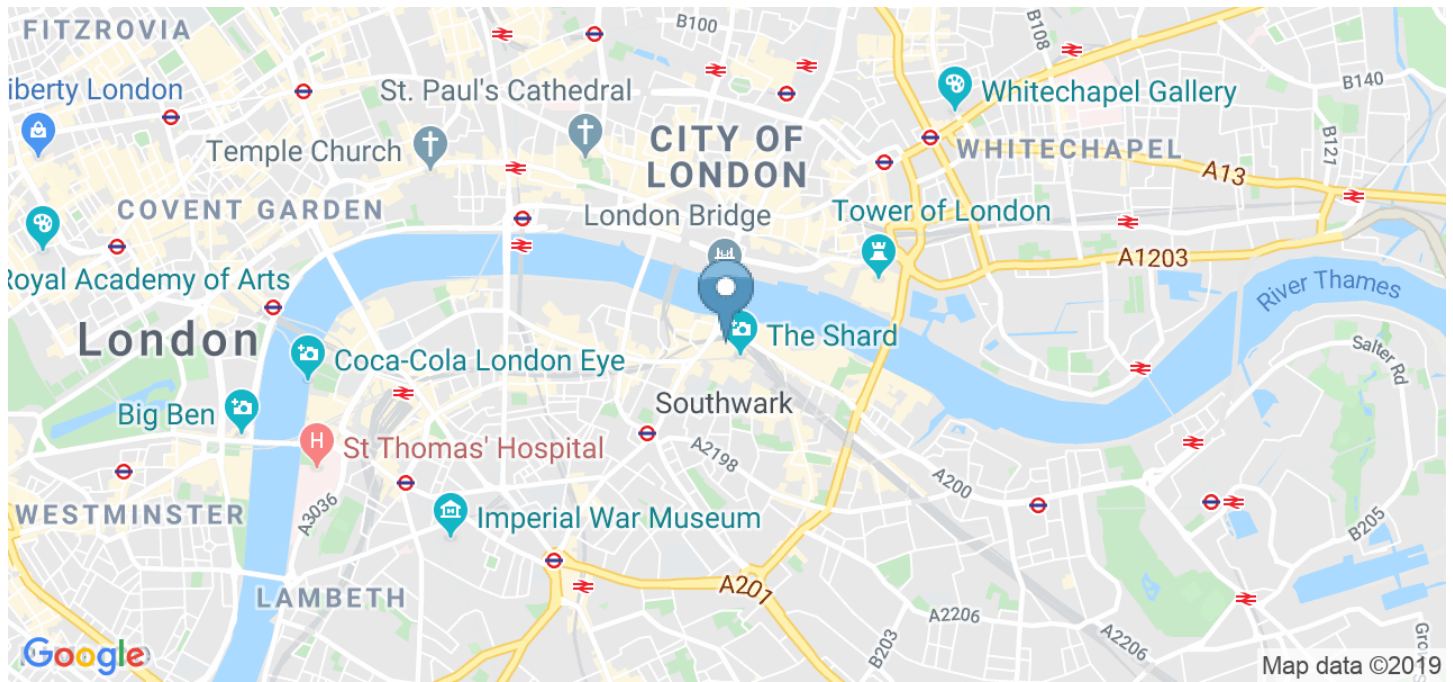 FITZROVIA
B100
B108
B140
iberty London
St. Paul's Cathedral
Whitechapel Gallery
B121
Temple Church
CITY OF
LONDON
WHITECHAPEL
A13
COVENT GARDEN
London Bridge
Tower of London
A1203
Royal Academy of Arts
River Thames
London
The Shard
Salter Rd
Coca-Cola London Eye
Big Ben
Southwark
H
St Thomas' Hospital
A2198
A200
A3036
WESTMINSTER
Imperial War Museum
B205
LAMBETH
A201
A2206
A2206
B203
Gro
Google
Map data ©2019